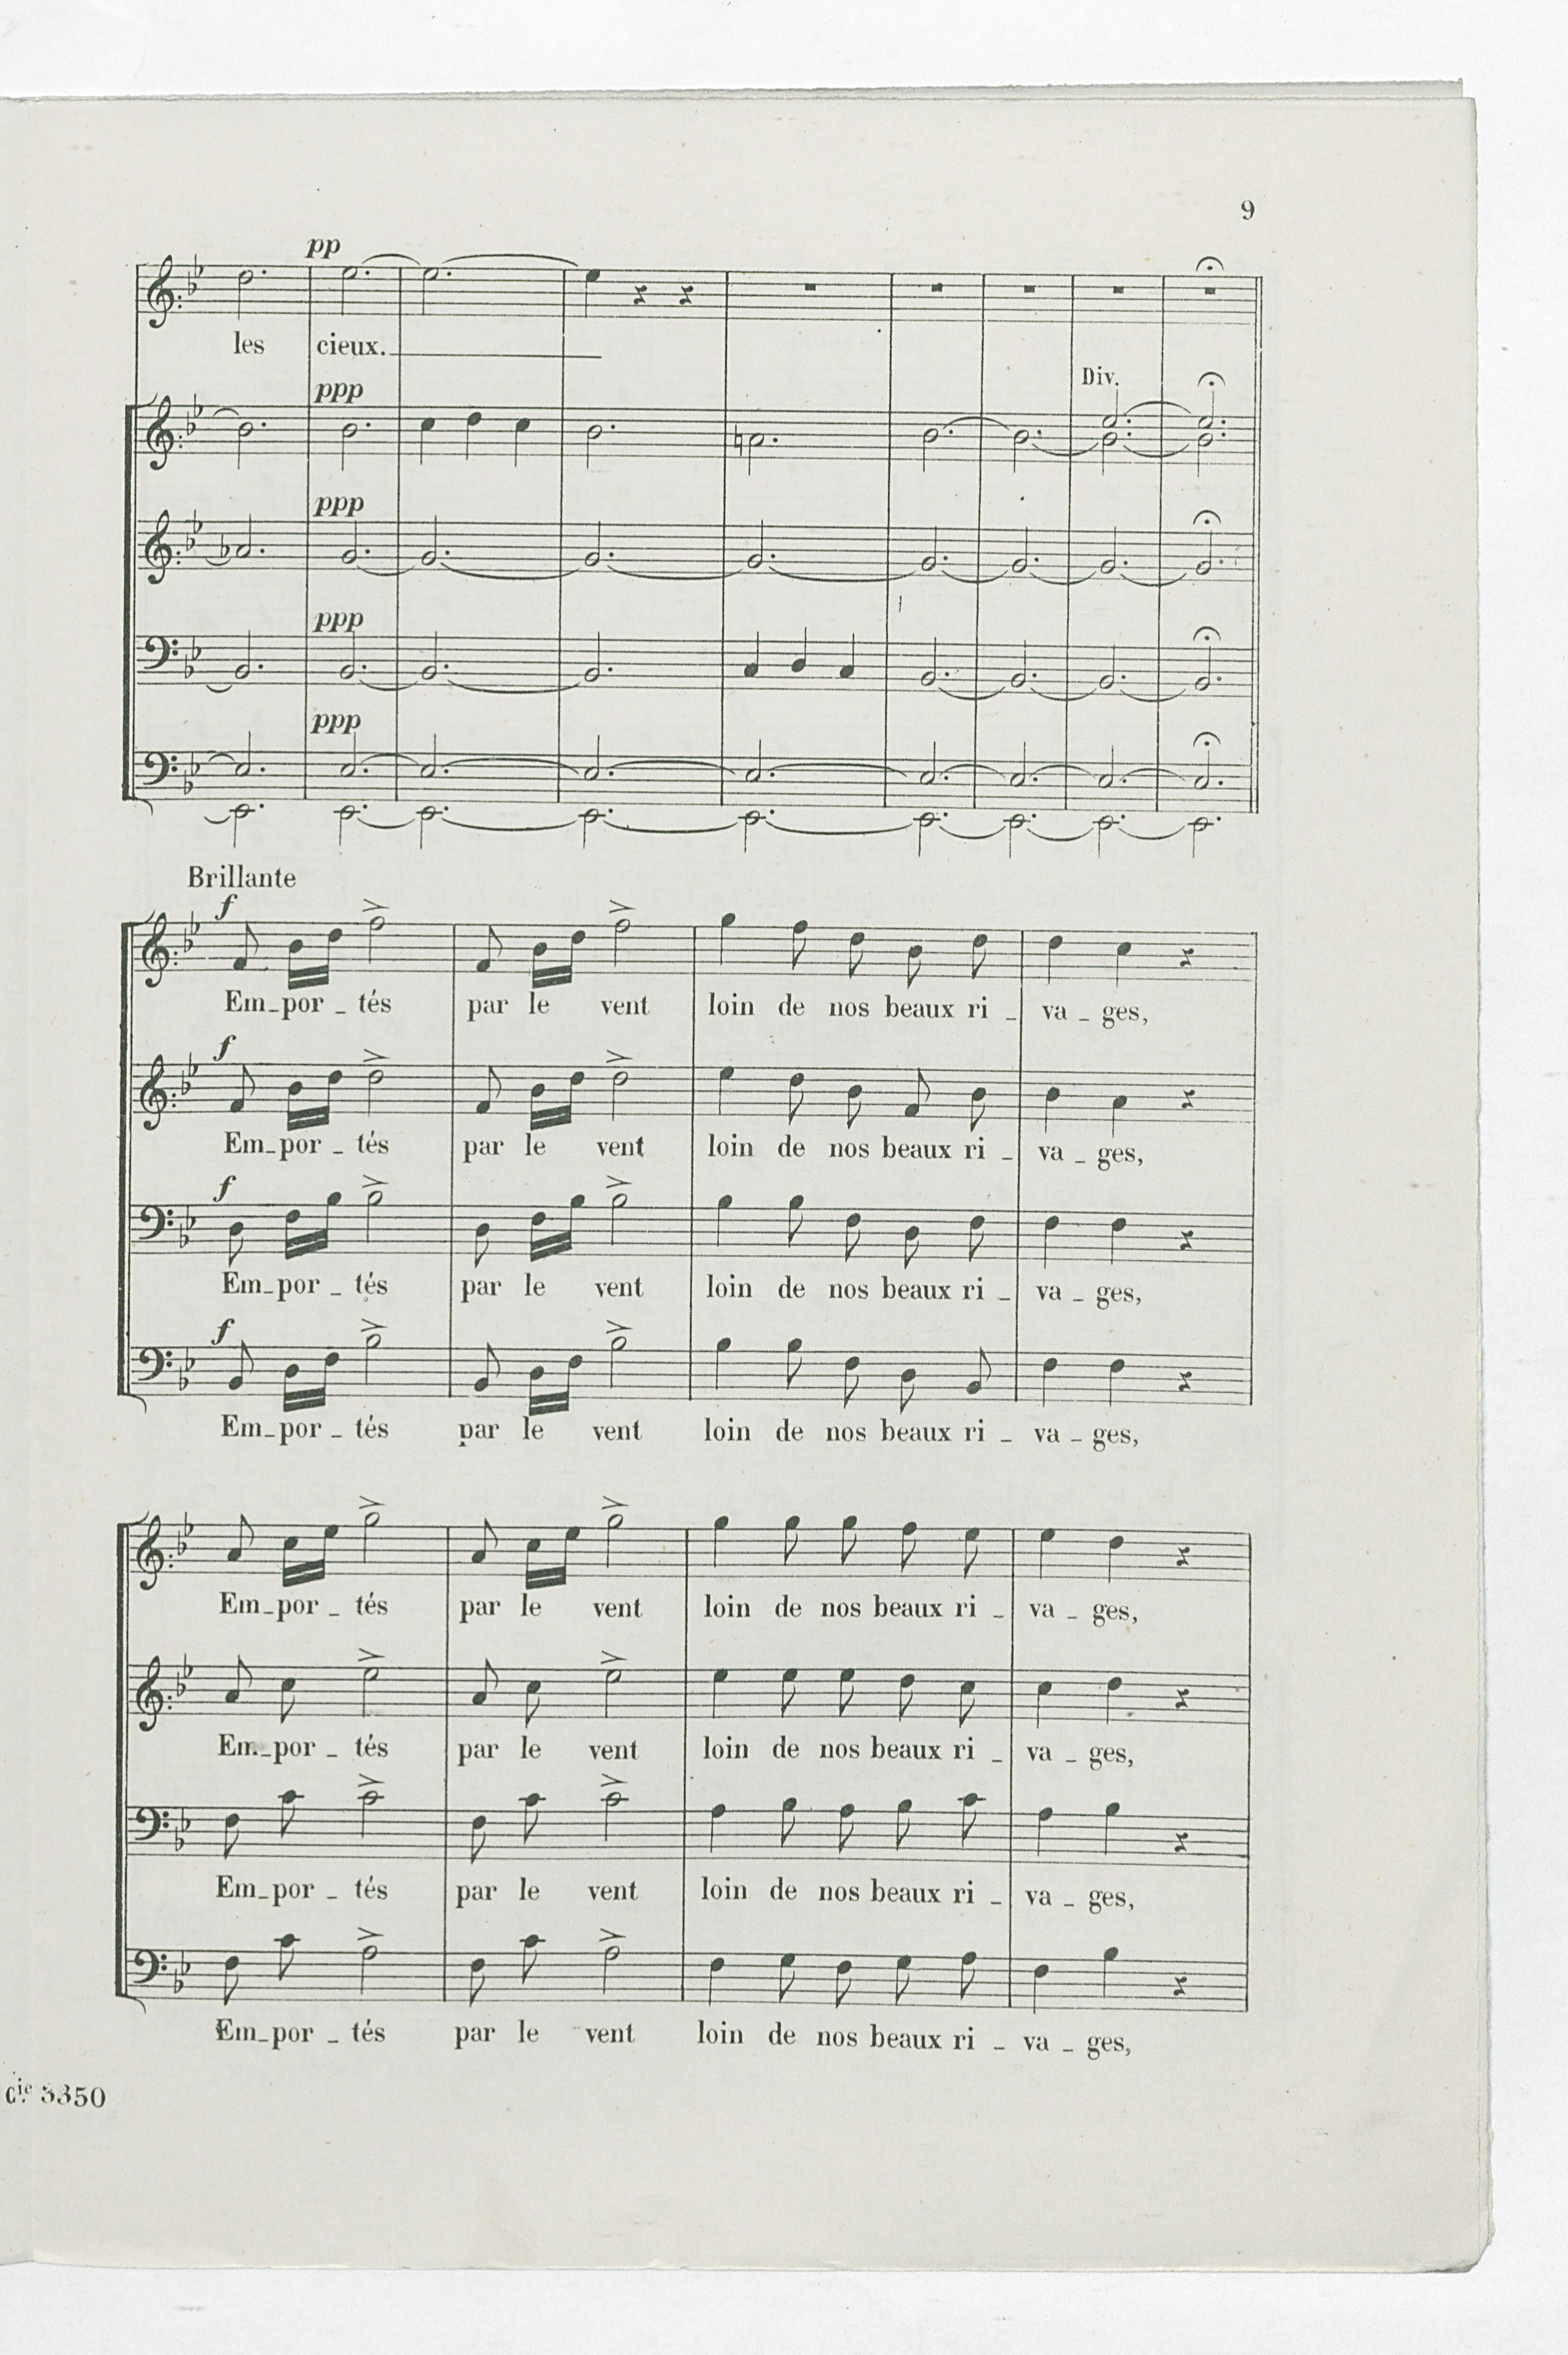 9
pp
les cieux.
Div.
ppp
ppp
ppp
ppp
Brillante
f
Em_por _ tés par le vent loin de nos beaux ri _ va _ ges,
f
Em_por _ tés par le vent loin de nos beaux ri _ va _ ges,
f
Em_por _ tés par le vent loin de nos beaux ri _ va _ ges,
f
Em_por _ tés par le vent loin de nos beaux ri _ va _ ges,
Em_por _ tés par le vent loin de nos beaux ri _ va _ ges,
Em_por _ tés par le vent loin de nos beaux ri _ va _ ges,
Em_por _ tés par le vent loin de nos beaux ri _ va _ ges,
Em_por _ tés par le vent loin de nos beaux ri _ va _ ges,
Cie. 3350